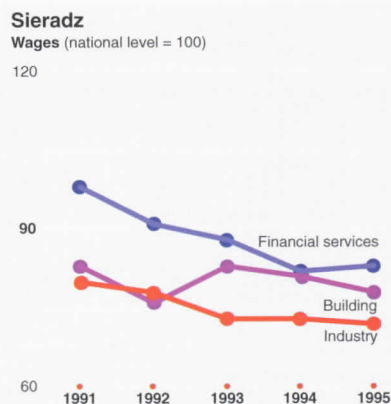 Sieradz
Wages (national level = 100)
120
90
Financial services
Building
Industry
60
1991 1992 1993 1994 1995